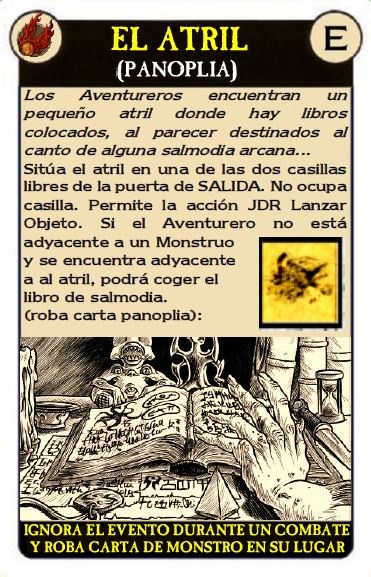 EL ATRIL
E
(PANOPLIA)
Los Aventureros encuentran un
pequeño atril donde hay libros
colocados, al parecer destinados al
canto de alguna salmodia arcana...
Sitúa el atril en una de las dos casillas
libres de la puerta de SALIDA. No ocupa
casilla. Permite la acción JDR Lanzar
Objeto. Si el Aventurero no está
adyacente a un Monstruo
y se encuentra adyacente
a al atril, podrá coger el
libro de salmodia.
(roba carta panoplia):
IGNORA EL EVENTO DURANTE UN COMBATE
Y ROBA CARTA DE MONSTRO EN SU LUGAR